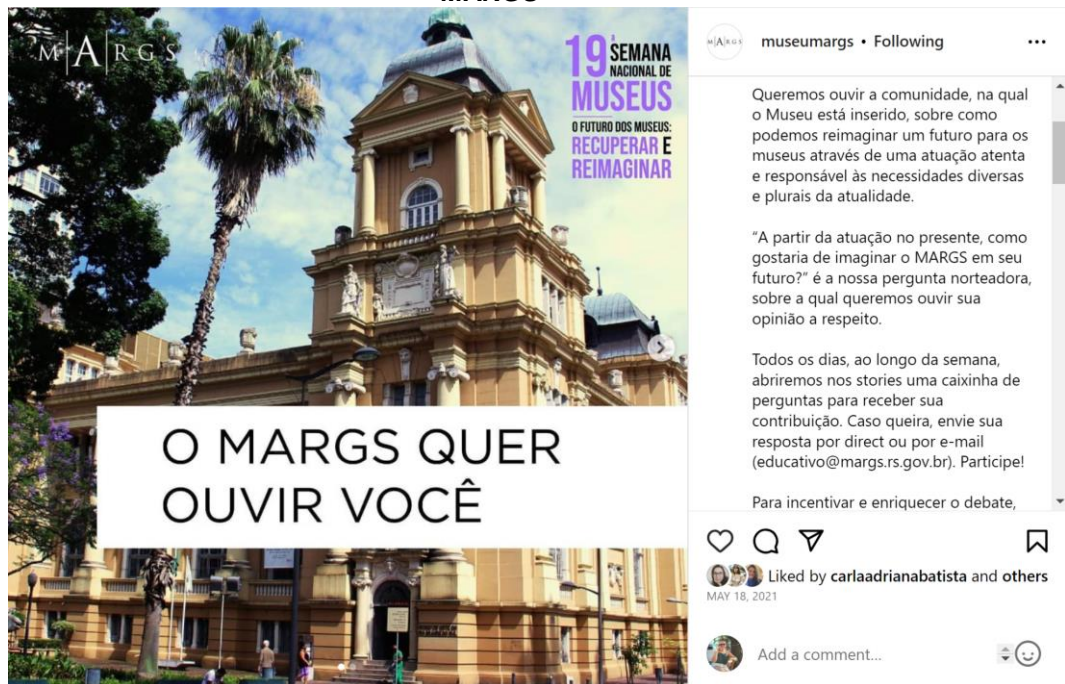 MARGS
M|A|RGS
19ª SEMANA
NACIONAL DE
MUSEUS
O FUTURO DOS MUSEUS:
RECUPERAR E
REIMAGINAR
O MARGS QUER
OUVIR VOCÊ
M|A|RGS
museumargs • Following
Queremos ouvir a comunidade, na qual
o Museu está inserido, sobre como
podemos reimaginar um futuro para os
museus através de uma atuação atenta
e responsável às necessidades diversas
e plurais da atualidade.
“A partir da atuação no presente, como
gostaria de imaginar o MARGS em seu
futuro?” é a nossa pergunta norteadora,
sobre a qual queremos ouvir sua
opinião a respeito.
Todos os dias, ao longo da semana,
abriremos nos stories uma caixinha de
perguntas para receber sua
contribuição. Caso queira, envie sua
resposta por direct ou por e-mail
(educativo@margs.rs.gov.br). Participe!
Para incentivar e enriquecer o debate,
Liked by carlaadrianabatista and others
MAY 18, 2021
Add a comment...